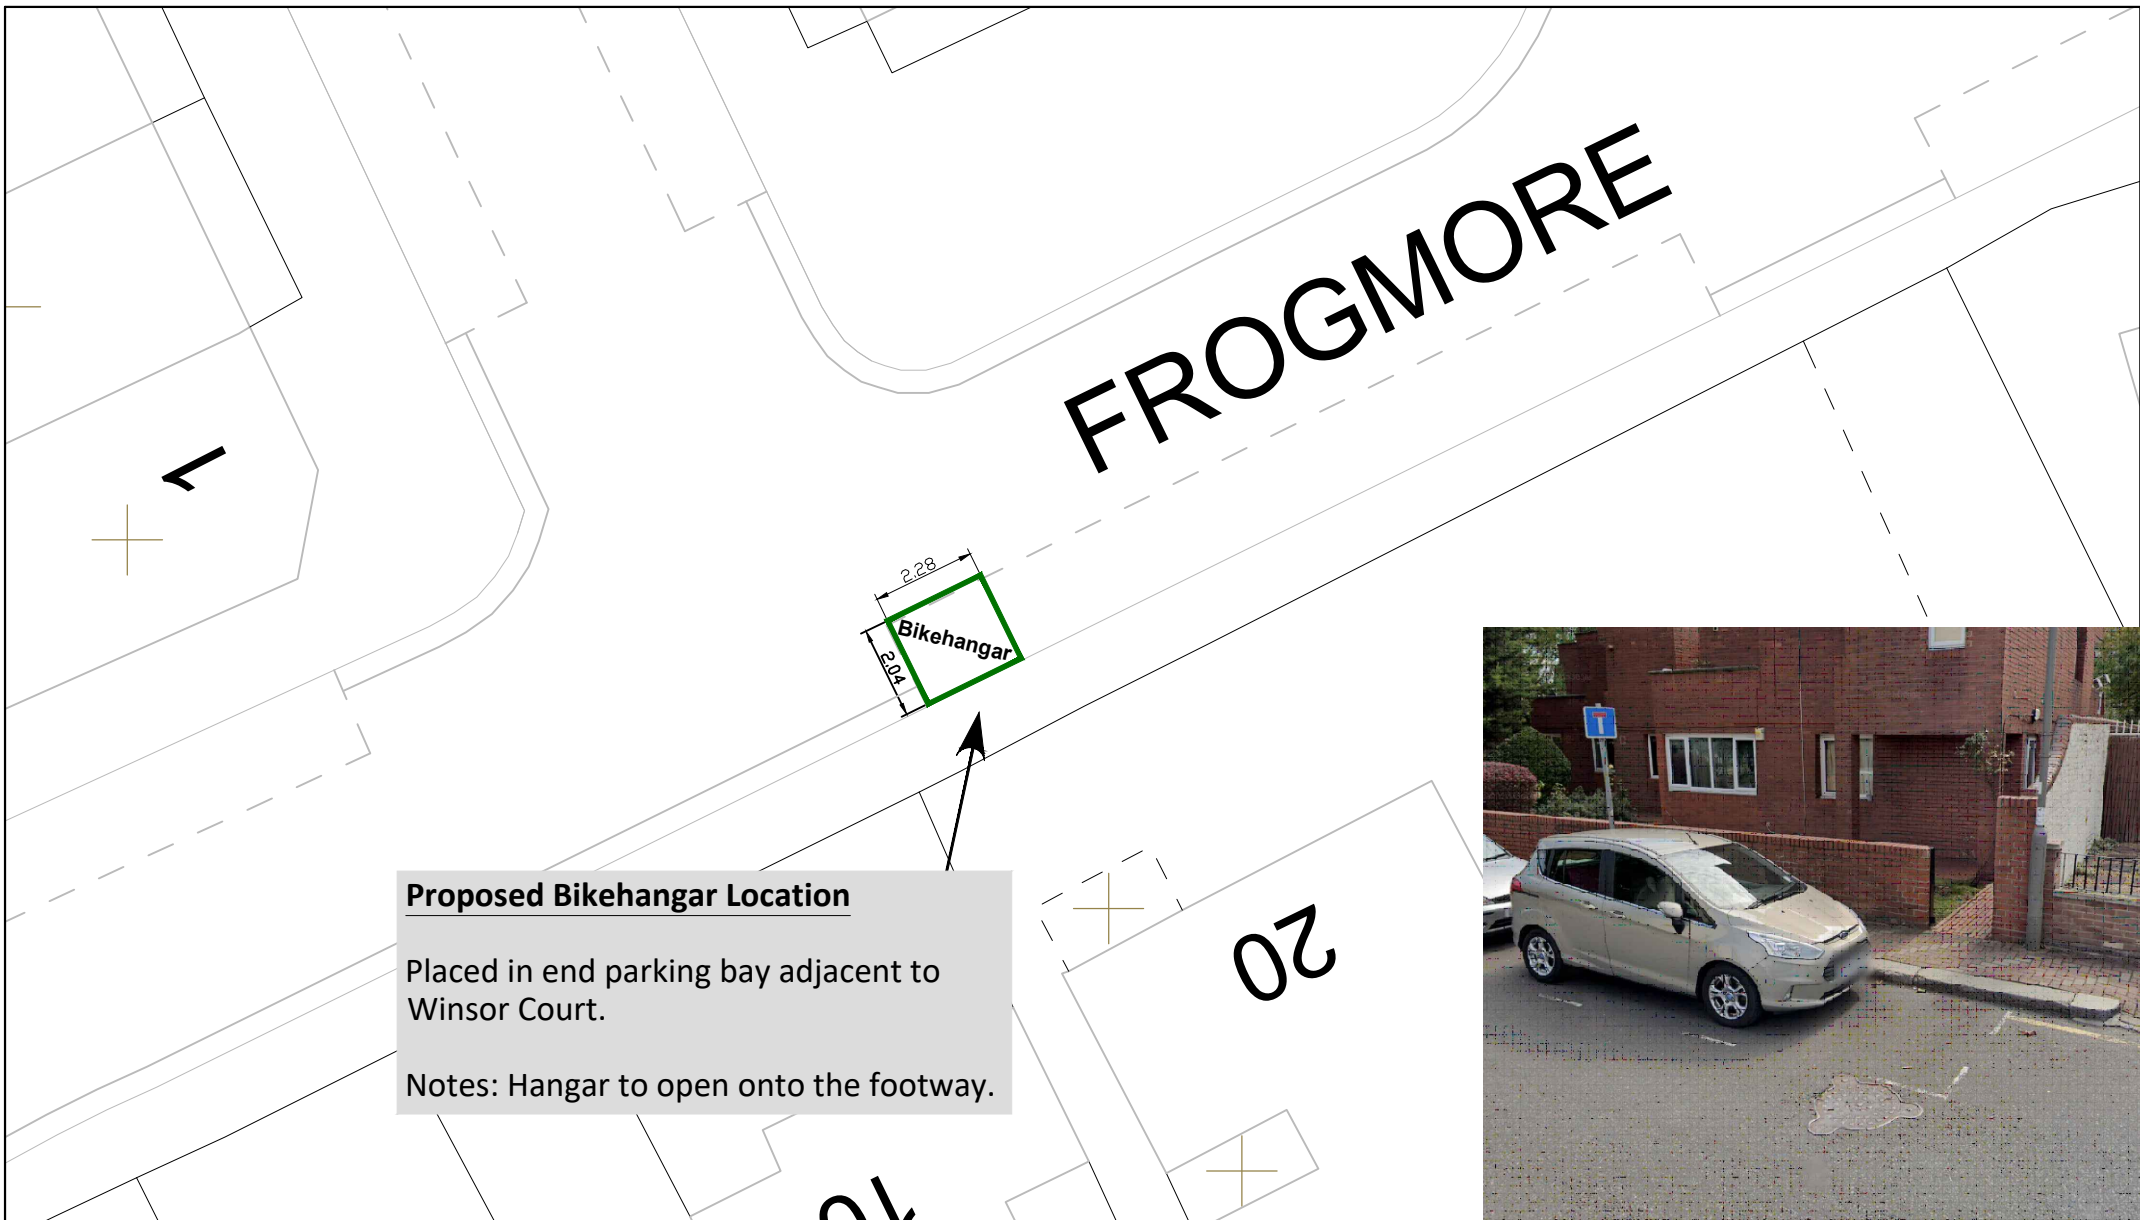 FROGMORE
1
2.28
Bikehangar
2.04
Proposed Bikehangar Location
Placed in end parking bay adjacent to
Winsor Court.
Notes: Hangar to open onto the footway.
20